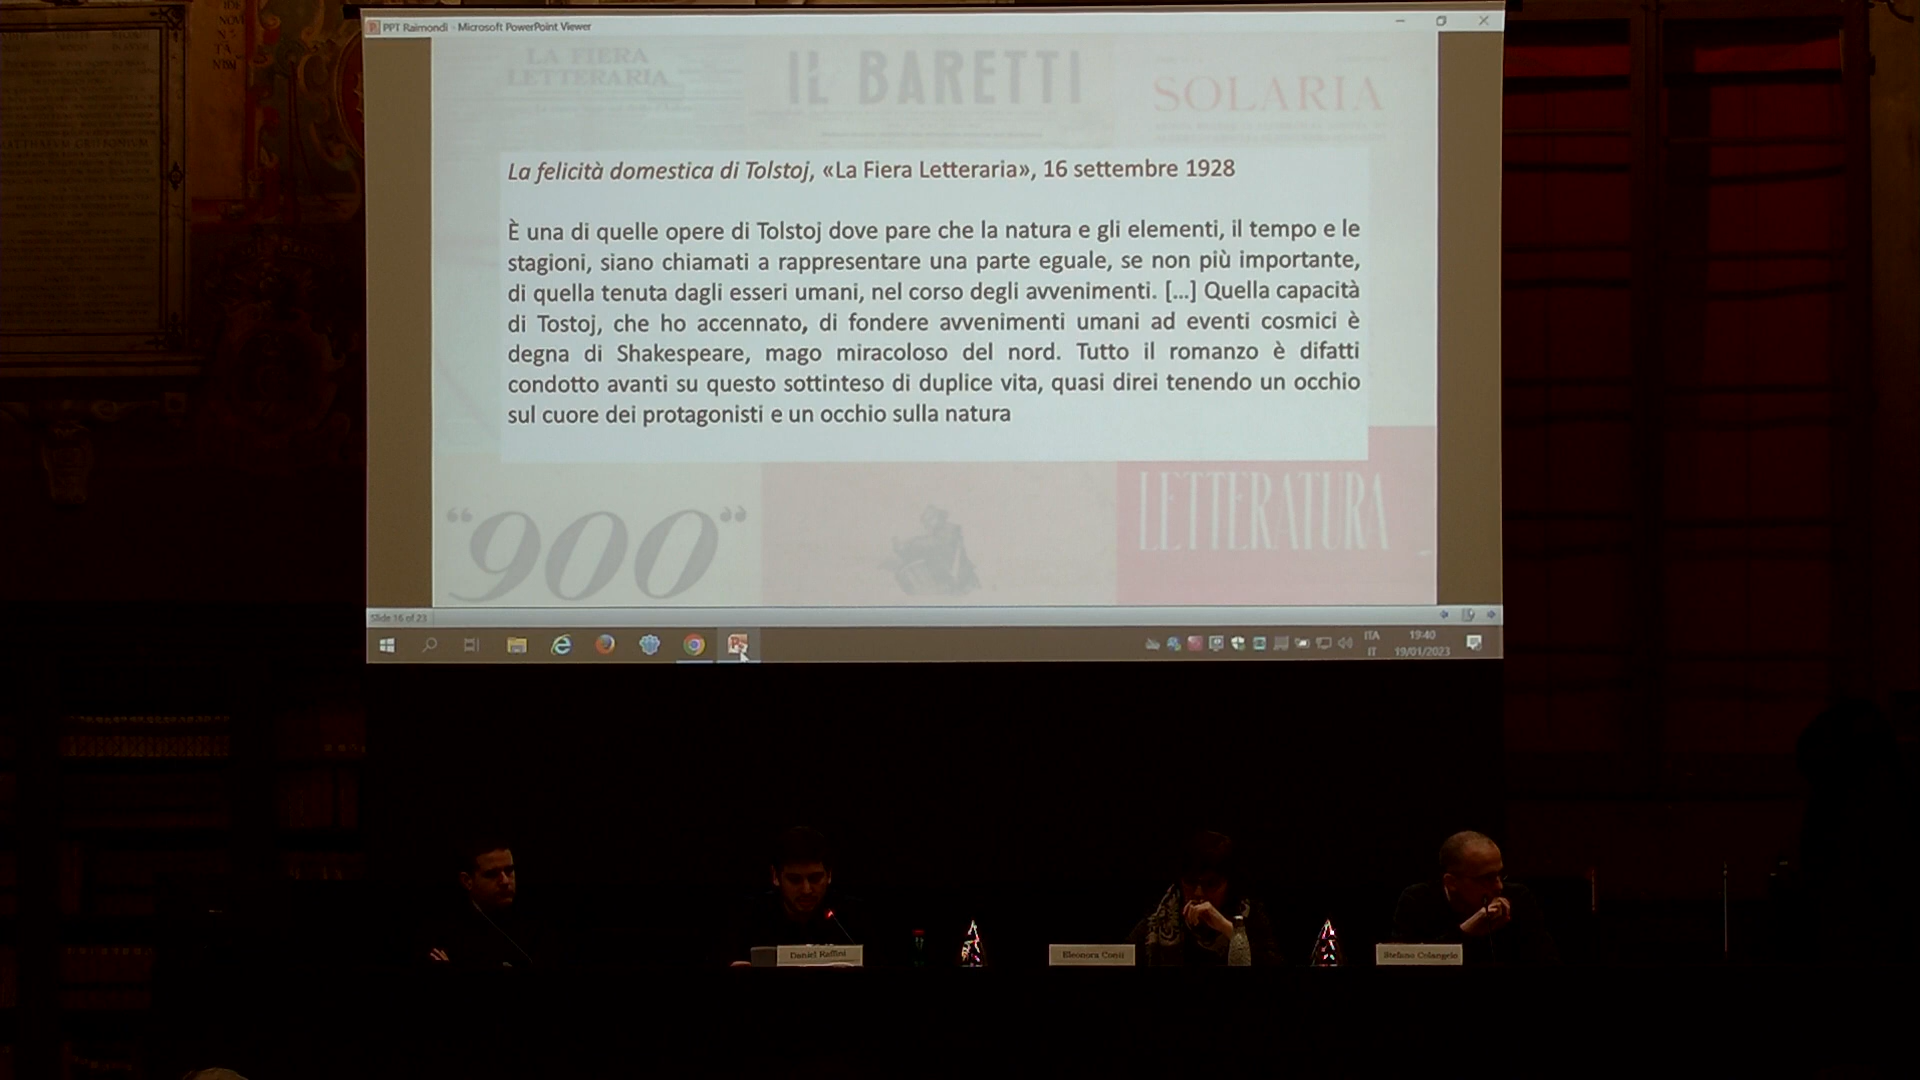 PPT Raimondi - Microsoft PowerPoint Viewer
LA FIERA
LETTERARIA
IL BARETTI
SOLARIA
La felicità domestica di Tolstoj, «La Fiera Letteraria», 16 settembre 1928
È una di quelle opere di Tolstoj dove pare che la natura e gli elementi, il tempo e le
stagioni, siano chiamati a rappresentare una parte eguale, se non più importante,
di quella tenuta dagli esseri umani, nel corso degli avvenimenti. [...] Quella capacità
di Tostoj, che ho accennato, di fondere avvenimenti umani ad eventi cosmici è
degna di Shakespeare, mago miracoloso del nord. Tutto il romanzo è difatti
condotto avanti su questo sottinteso di duplice vita, quasi direi tenendo un occhio
sul cuore dei protagonisti e un occhio sulla natura
“900”
LETTERATURA
Slide 16 of 23
ITA
IT
19:40
19/01/2023
Daniel Raffini
Eleonora Conti
Stefano Colangelo